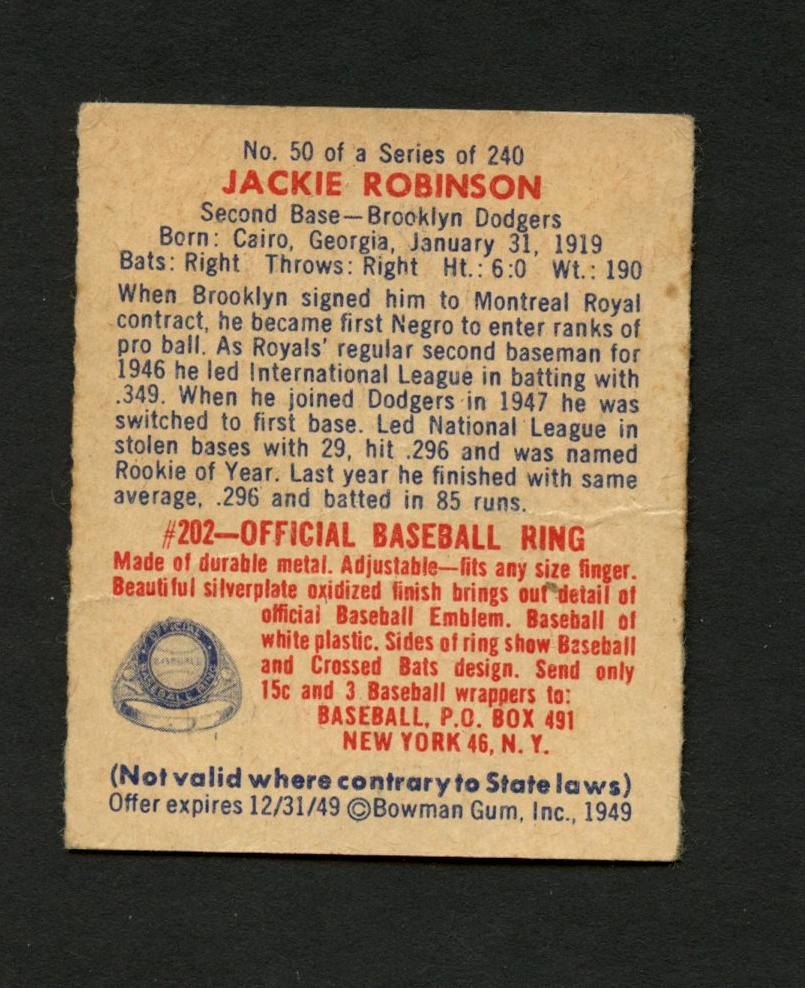 No. 50 of a Series of 240
JACKIE ROBINSON
Second Base—Brooklyn Dodgers
Born: Cairo, Georgia, January 31, 1919
Bats: Right Throws: Right Ht.: 6:0 Wt.: 190
When Brooklyn signed him to Montreal Royal
contract, he became first Negro to enter ranks of
pro ball. As Royals' regular second baseman for
1946 he led International League in batting with
.349. When he joined Dodgers in 1947 he was
switched to first base. Led National League in
stolen bases with 29, hit .296 and was named
Rookie of Year. Last year he finished with same
average, .296 and batted in 85 runs.
#202—OFFICIAL BASEBALL RING
Made of durable metal. Adjustable—fits any size finger.
Beautiful silverplate oxidized finish brings out detail of
official Baseball Emblem. Baseball of
white plastic. Sides of ring show Baseball
and Crossed Bats design. Send only
15c and 3 Baseball wrappers to:
BASEBALL, P.O. BOX 491
NEW YORK 46, N. Y.
OFFICIAL
BASEBALL
BASEBALL RING
(Not valid where contrary to State laws)
Offer expires 12/31/49 ©Bowman Gum, Inc., 1949